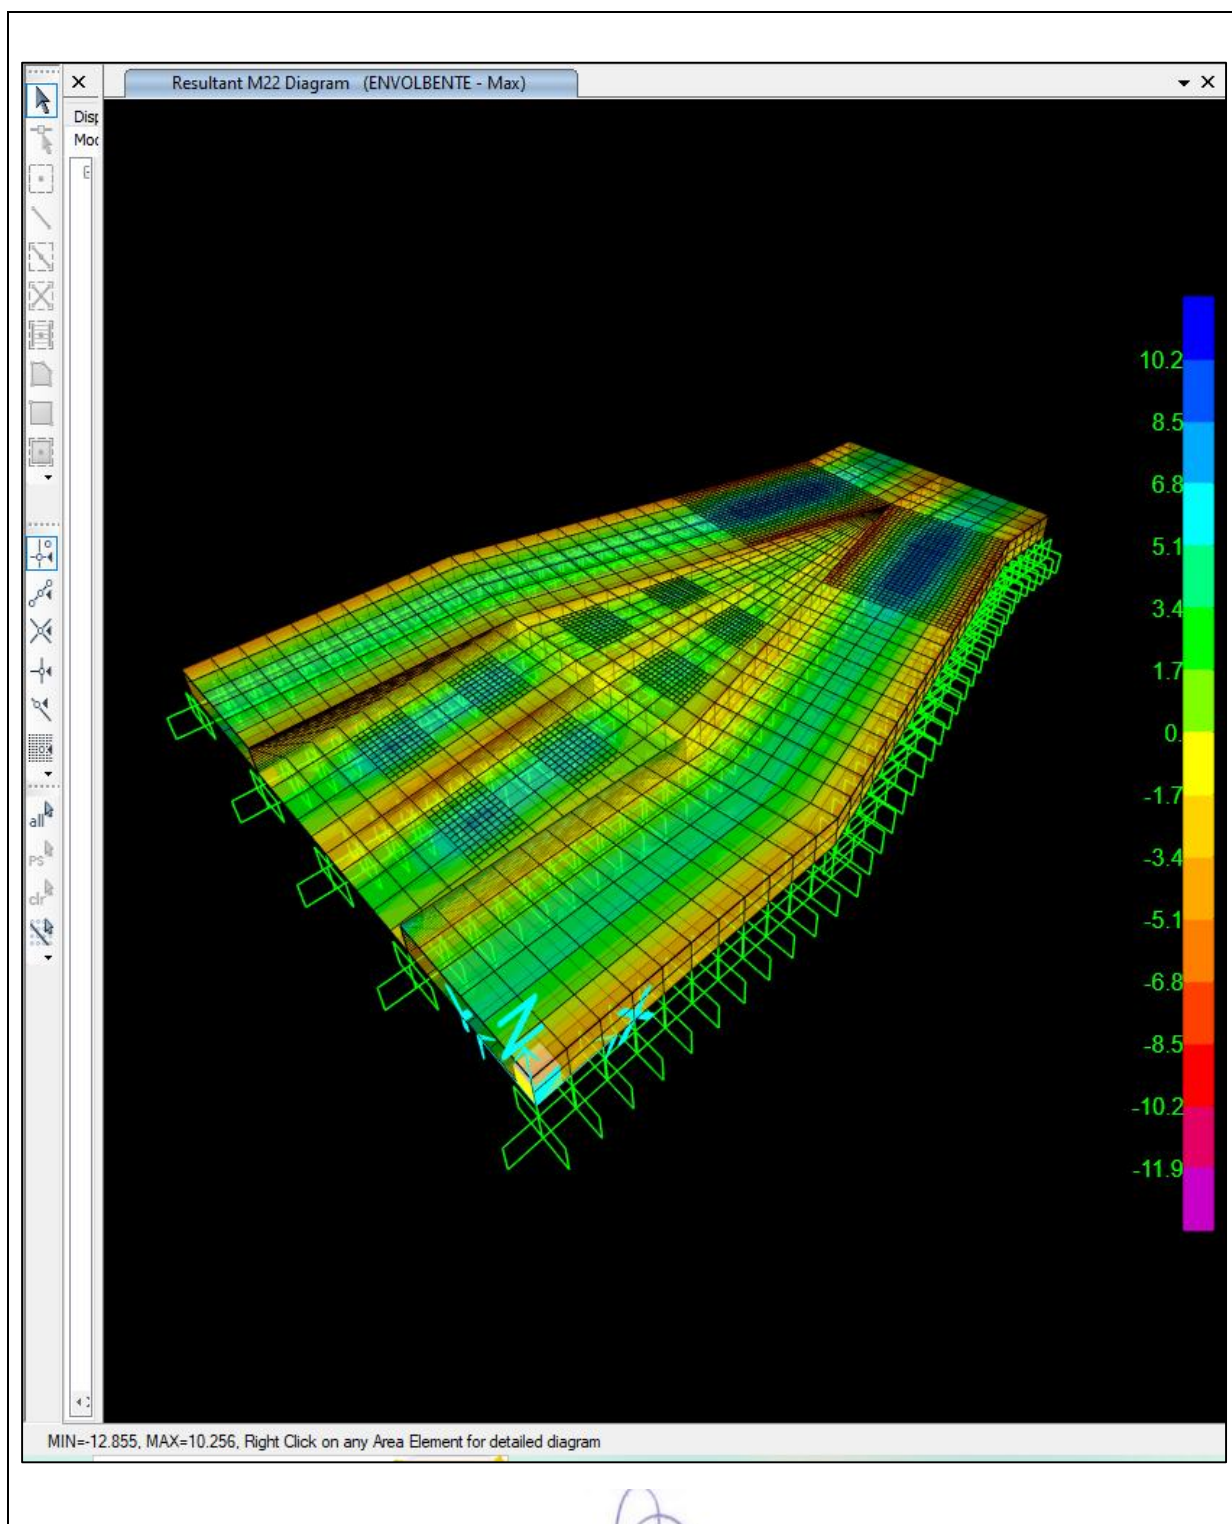 Resultant M22 Diagram (ENVOLBENTE - Max)
Disp
Mod
10.2
8.5
6.8
5.1
3.4
1.7
0.
-1.7
-3.4
-5.1
-6.8
-8.5
-10.2
-11.9
all
PS
clr
Z
X
MIN=-12.855, MAX=10.256, Right Click on any Area Element for detailed diagram